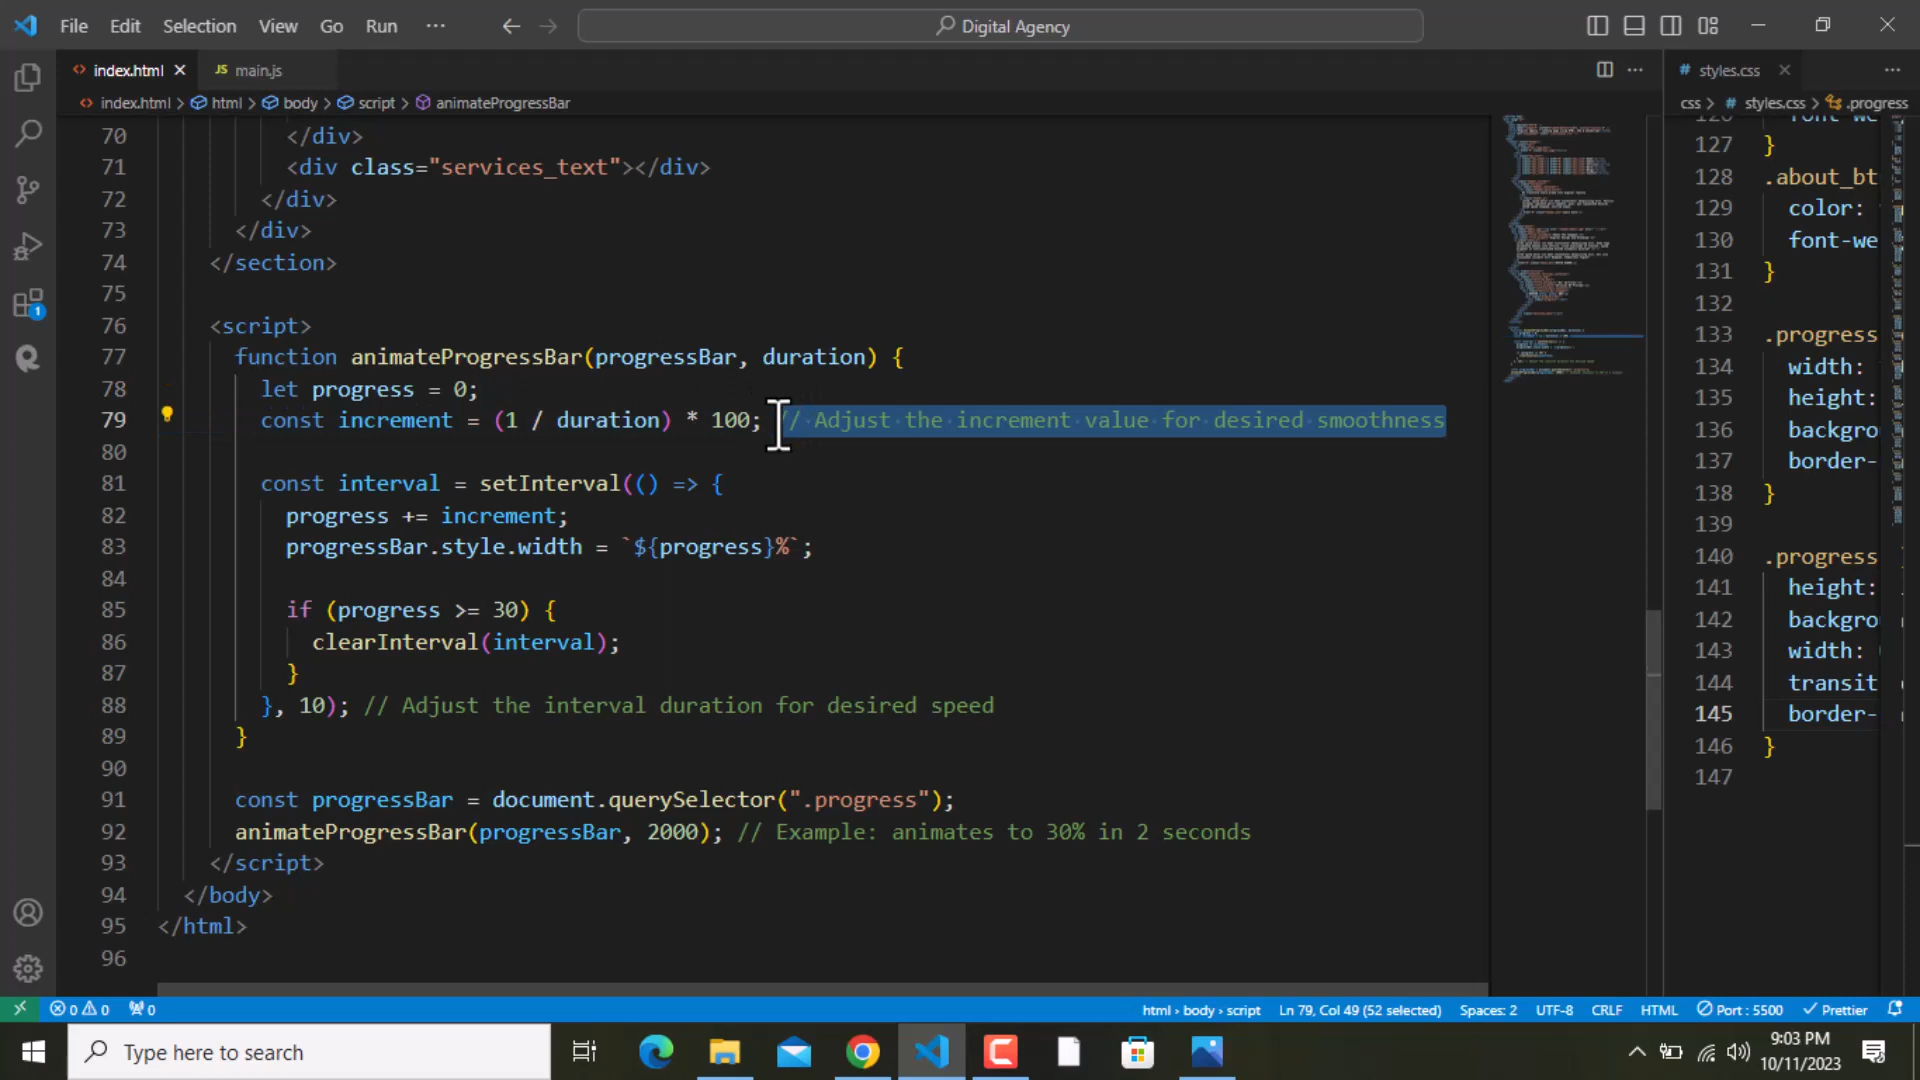 File Edit Selection View Go Run ··· Digital Agency
index.html JS main.js # styles.css
index.html > html > body > script > animateProgressBar
css > # styles.css > .progress
70 </div>
71 <div class="services_text"></div>
72 </div>
73 </div>
74 </section>
75
76 <script>
77 function animateProgressBar(progressBar, duration) {
78 let progress = 0;
79 const increment = (1 / duration) * 100; // Adjust the increment value for desired smoothness
80
81 const interval = setInterval(() => {
82 progress += increment;
83 progressBar.style.width = `${progress}%`;
84
85 if (progress >= 30) {
86 clearInterval(interval);
87 }
88 }, 10); // Adjust the interval duration for desired speed
89 }
90
91 const progressBar = document.querySelector(".progress");
92 animateProgressBar(progressBar, 2000); // Example: animates to 30% in 2 seconds
93 </script>
94 </body>
95 </html>
96
127 }
128 .about_bt
129 color:
130 font-we
131 }
132
133 .progress
134 width:
135 height:
136 backgro
137 border-
138 }
139
140 .progress
141 height:
142 backgro
143 width:
144 transit
145 border-
146 }
147
0 0 0 html > body > script Ln 79, Col 49 (52 selected) Spaces: 2 UTF-8 CRLF HTML Port : 5500 Prettier
Type here to search
9:03 PM
10/11/2023